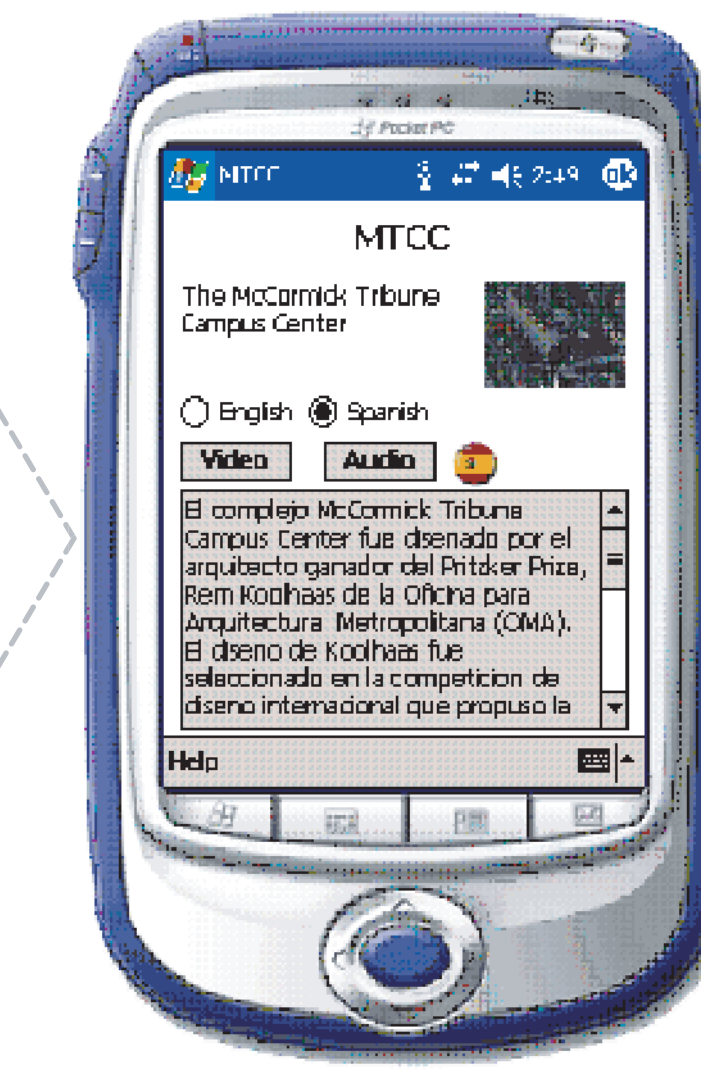 Pocket PC
MTCC 2:49 ok
MTCC
The McCormick Tribune
Campus Center
English Spanish
Video Audio
El complejo McCormick Tribune
Campus Center fue disenado por el
arquitecto ganador del Pritzker Prize,
Rem Koolhaas de la Oficina para
Arquitectura Metropolitana (OMA).
El diseno de Koolhaas fue
seleccionado en la competicion de
diseno internacional que propuso la
Help